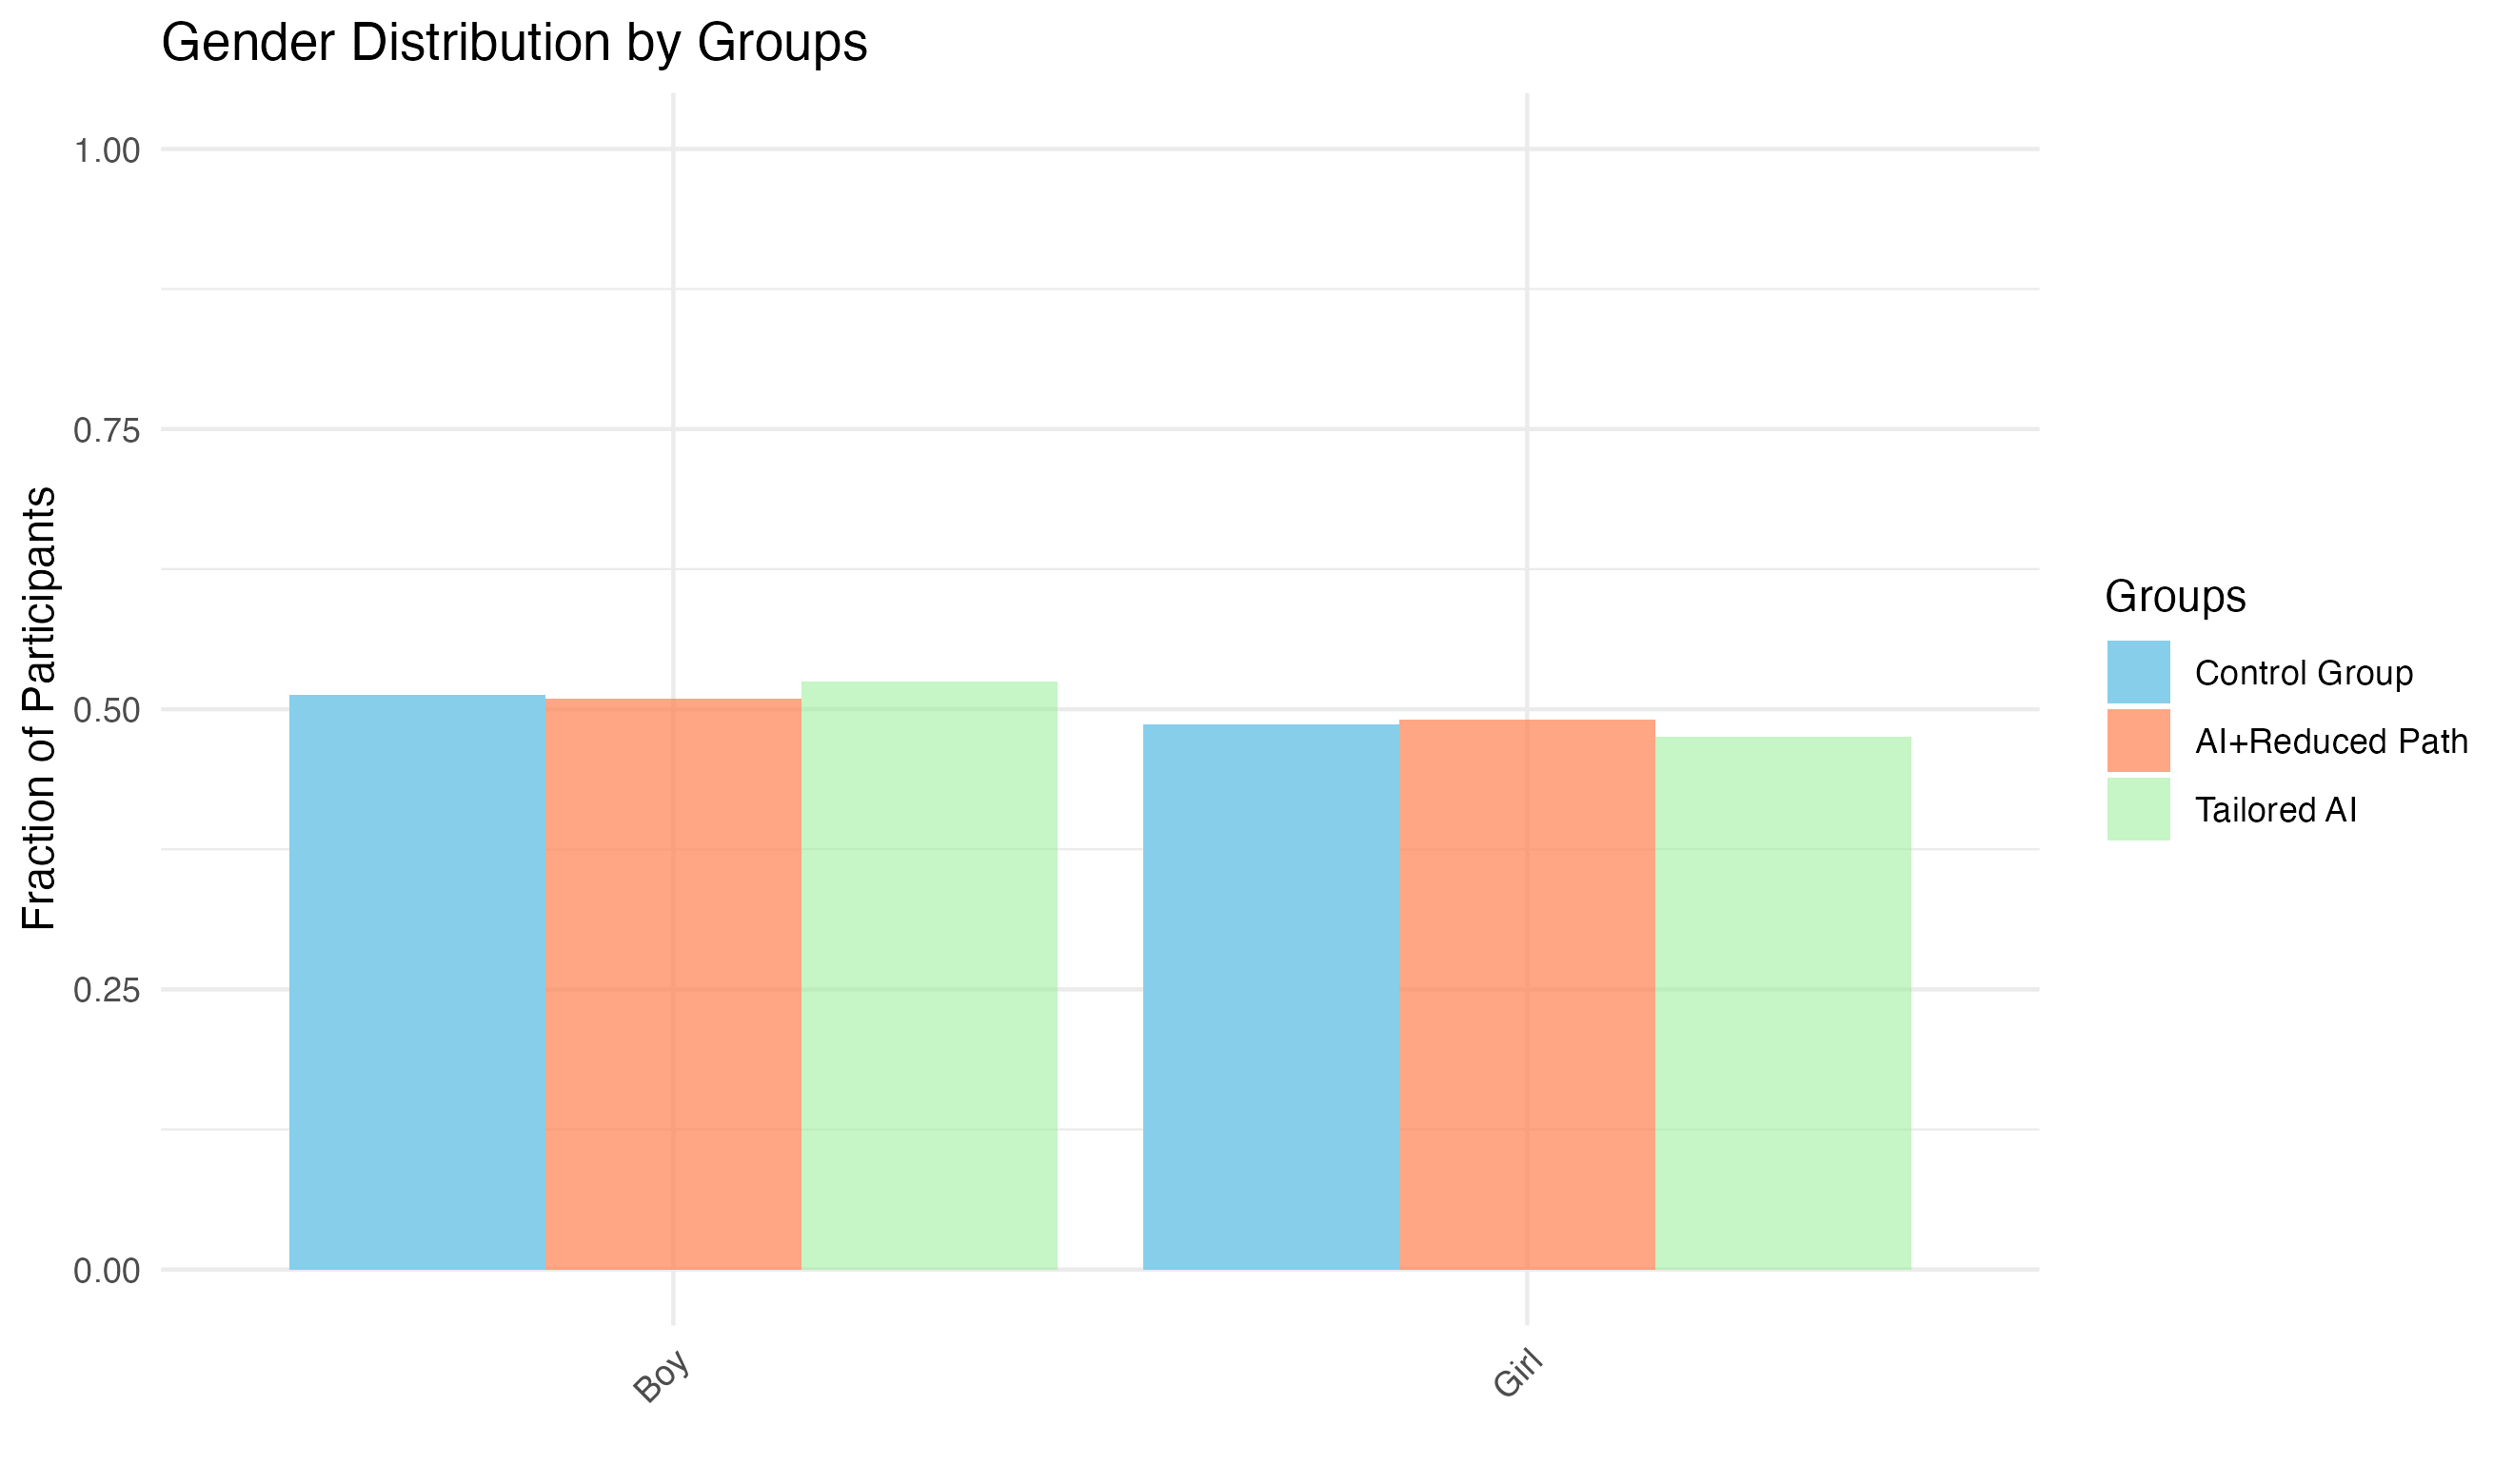 Gender Distribution by Groups
Fraction of Participants
1.00
0.75
0.50
0.25
0.00
Boy
Girl
Groups
Control Group
AI+Reduced Path
Tailored AI